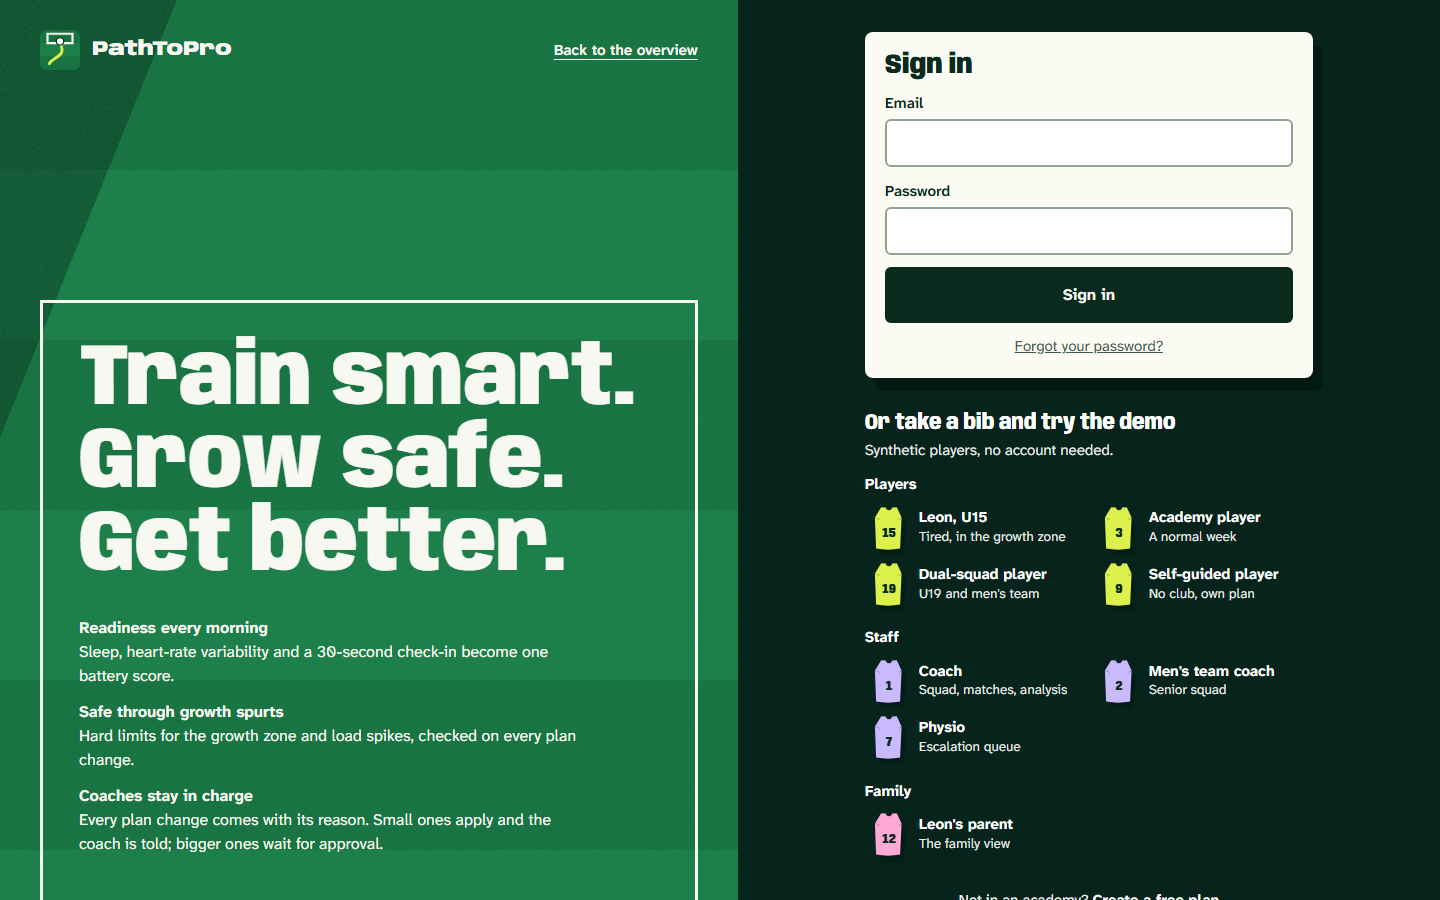 PathToPro
Back to the overview
Train smart.
Grow safe.
Get better.
Readiness every morning
Sleep, heart-rate variability and a 30-second check-in become one
battery score.
Safe through growth spurts
Hard limits for the growth zone and load spikes, checked on every plan
change.
Coaches stay in charge
Every plan change comes with its reason. Small ones apply and the
coach is told; bigger ones wait for approval.
Sign in
Email
Password
Sign in
Forgot your password?
Or take a bib and try the demo
Synthetic players, no account needed.
Players
15
Leon, U15
Tired, in the growth zone
3
Academy player
A normal week
19
Dual-squad player
U19 and men's team
9
Self-guided player
No club, own plan
Staff
1
Coach
Squad, matches, analysis
2
Men's team coach
Senior squad
7
Physio
Escalation queue
Family
12
Leon's parent
The family view
Not in an academy? Create a free plan